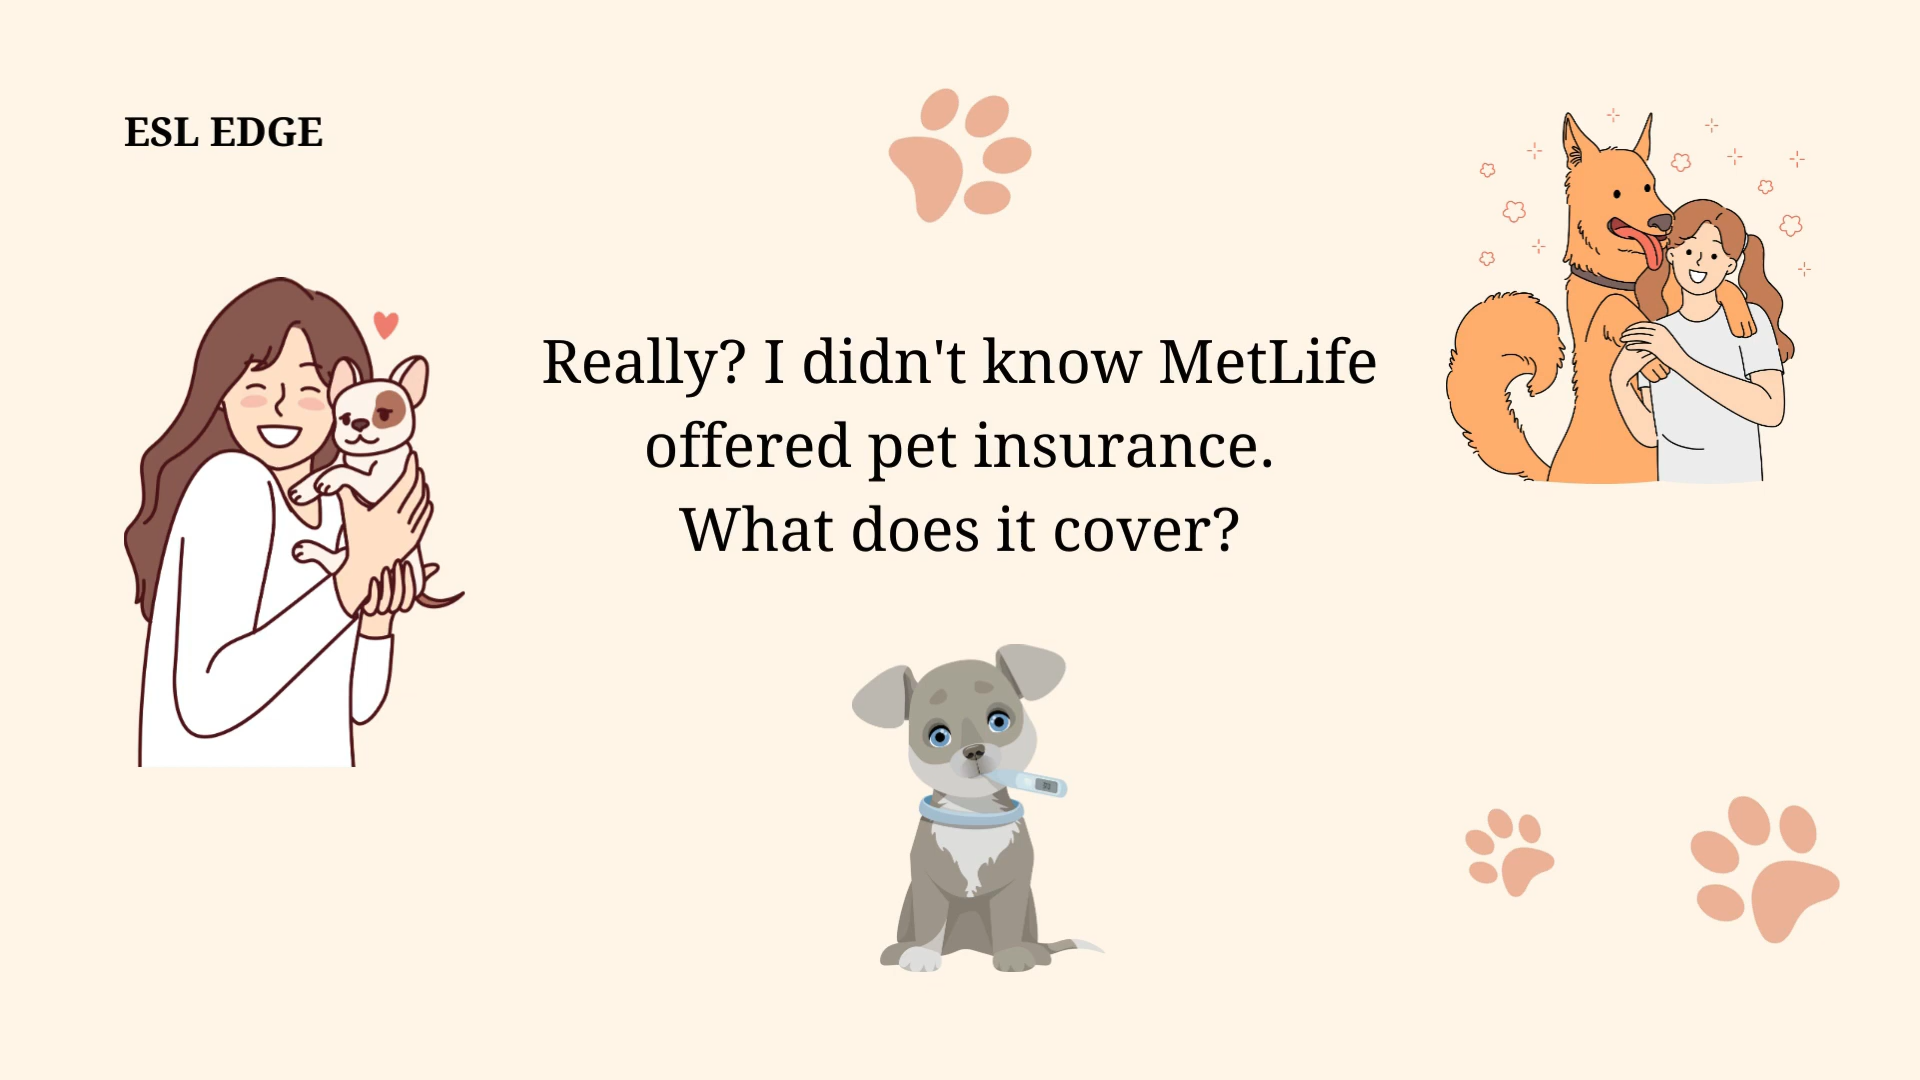 ESL EDGE
Really? I didn't know MetLife
offered pet insurance.
What does it cover?